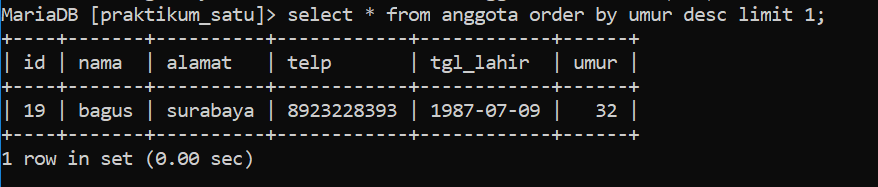 MariaDB [praktikum_satu]> select * from anggota order by umur desc limit 1;
+----+-------+----------+------------+------------+------+
| id | nama  | alamat   | telp       | tgl_lahir  | umur |
+----+-------+----------+------------+------------+------+
| 19 | bagus | surabaya | 8923228393 | 1987-07-09 |   32 |
+----+-------+----------+------------+------------+------+
1 row in set (0.00 sec)